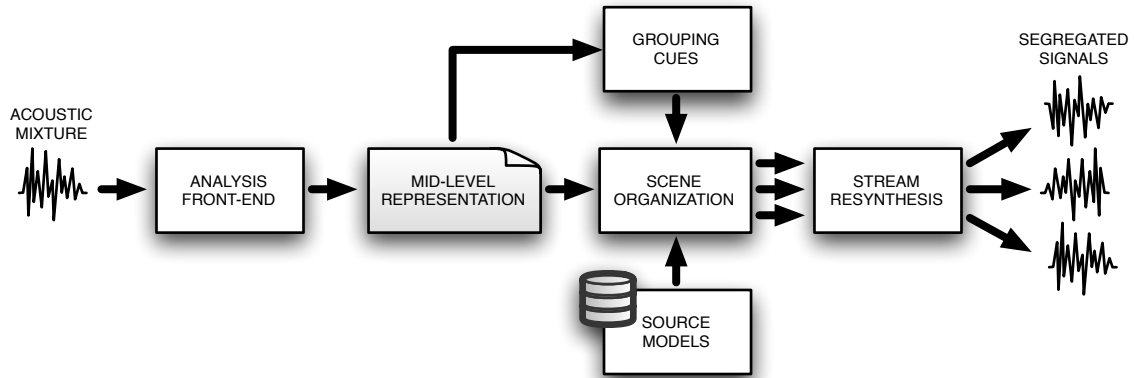 GROUPING
CUES
SEGREGATED
SIGNALS
ACOUSTIC
MIXTURE
ANALYSIS
FRONT-END
MID-LEVEL
REPRESENTATION
SCENE
ORGANIZATION
STREAM
RESYNTHESIS
SOURCE
MODELS